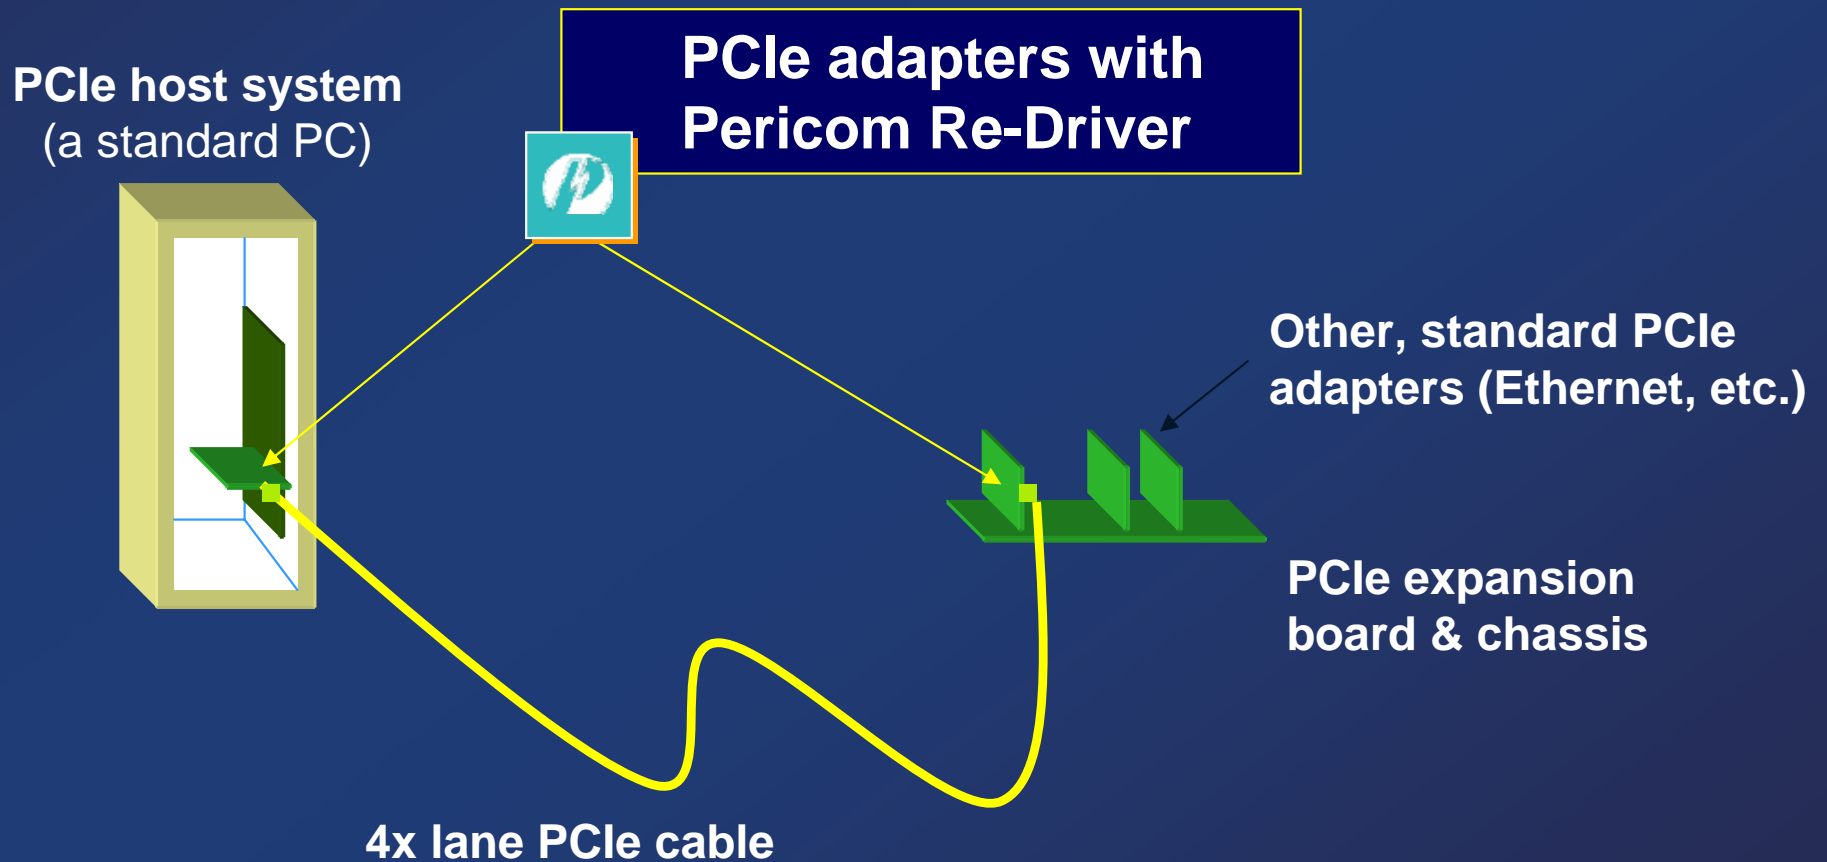 PCIe adapters with
Pericom Re-Driver
PCIe host system
(a standard PC)
Other, standard PCIe
adapters (Ethernet, etc.)
PCIe expansion
board & chassis
4x lane PCIe cable